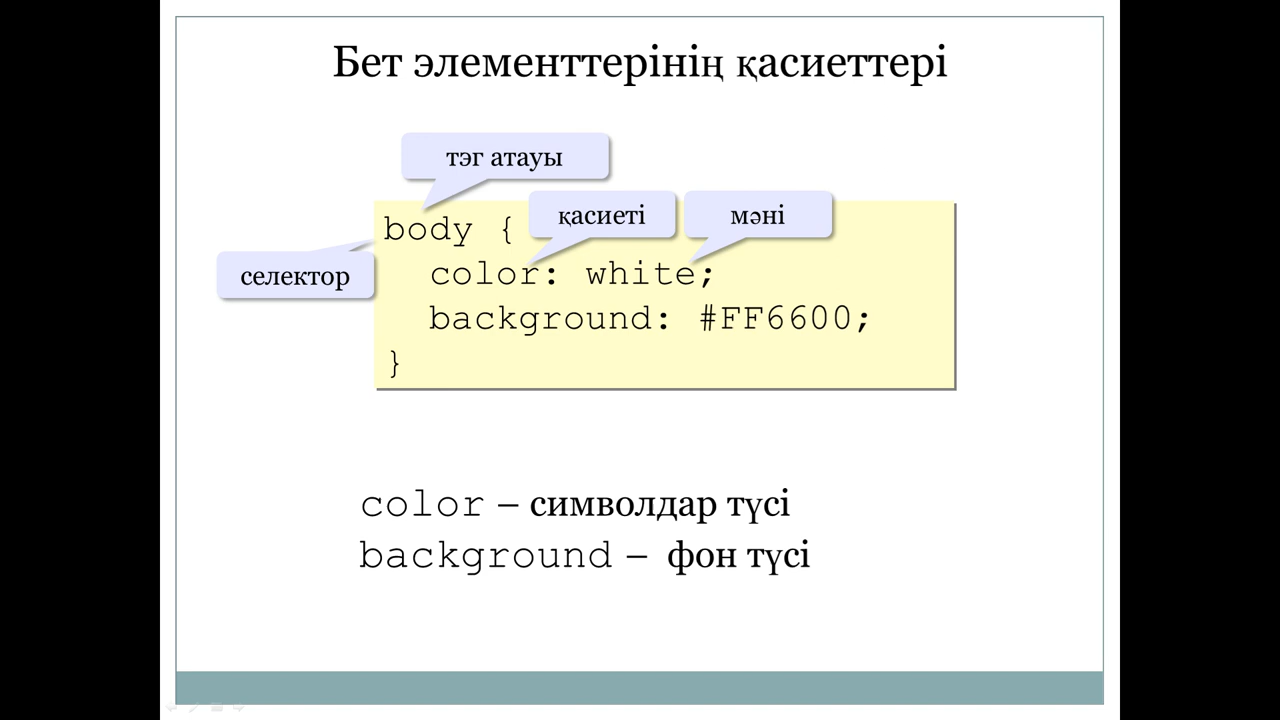 Бет элементтерінің қасиеттері
тэг атауы
қасиеті
мәні
body {
селектор
color: white;
background: #FF6600;
}
color – символдар түсі
background – фон түсі